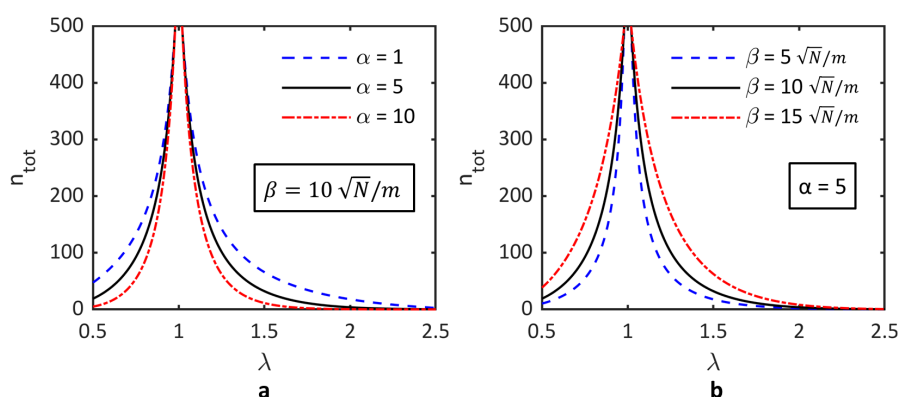 500
400
300
200
100
0
n_tot
0.5 1 1.5 2 2.5
λ
α = 1
α = 5
α = 10
β = 10 √N/m
a
500
400
300
200
100
0
n_tot
0.5 1 1.5 2 2.5
λ
β = 5 √N/m
β = 10 √N/m
β = 15 √N/m
α = 5
b